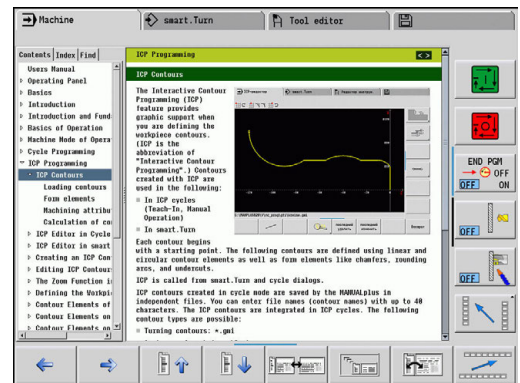 Machine
smart.Turn
Tool editor
Contents Index Find
Users Manual
Operating Panel
Basics
Introduction
Introduction and Fund
Basics of Operation
Machine Mode of Opera
Cycle Programming
ICP Programming
ICP Contours
Loading contours
Form elements
Machining attribu
Calculation of co
ICP Editor in Cycle
ICP Editor in smart
Creating an ICP Con
Editing ICP Contour
The Zoom Function i
Defining the Workpi
Contour Elements of
Contour Elements on
Contour Elements on
ICP Programming
ICP Contours
The Interactive Contour
Programming (ICP)
feature provides
graphic support when
you are defining the
workpiece contours.
(ICP is the
abbreviation of
"Interactive Contour
Programming".) Contours
created with ICP are
used in the following:
In ICP cycles
(Teach-In, Manual
Operation)
In smart.Turn
Each contour begins
with a starting point. The following contours are defined using linear and
circular contour elements as well as form elements like chamfers, rounding
arcs, and undercuts.
ICP is called from smart.Turn and cycle dialogs.
ICP contours created in cycle mode are saved by the MANUALplus in
independent files. You can enter file names (contour names) with up to 40
characters. The ICP contours are integrated in ICP cycles. The following
contour types are possible:
Turning contours: *.gmi
smart.Turn
END PGM
OFF
OFF ON
OFF
OFF